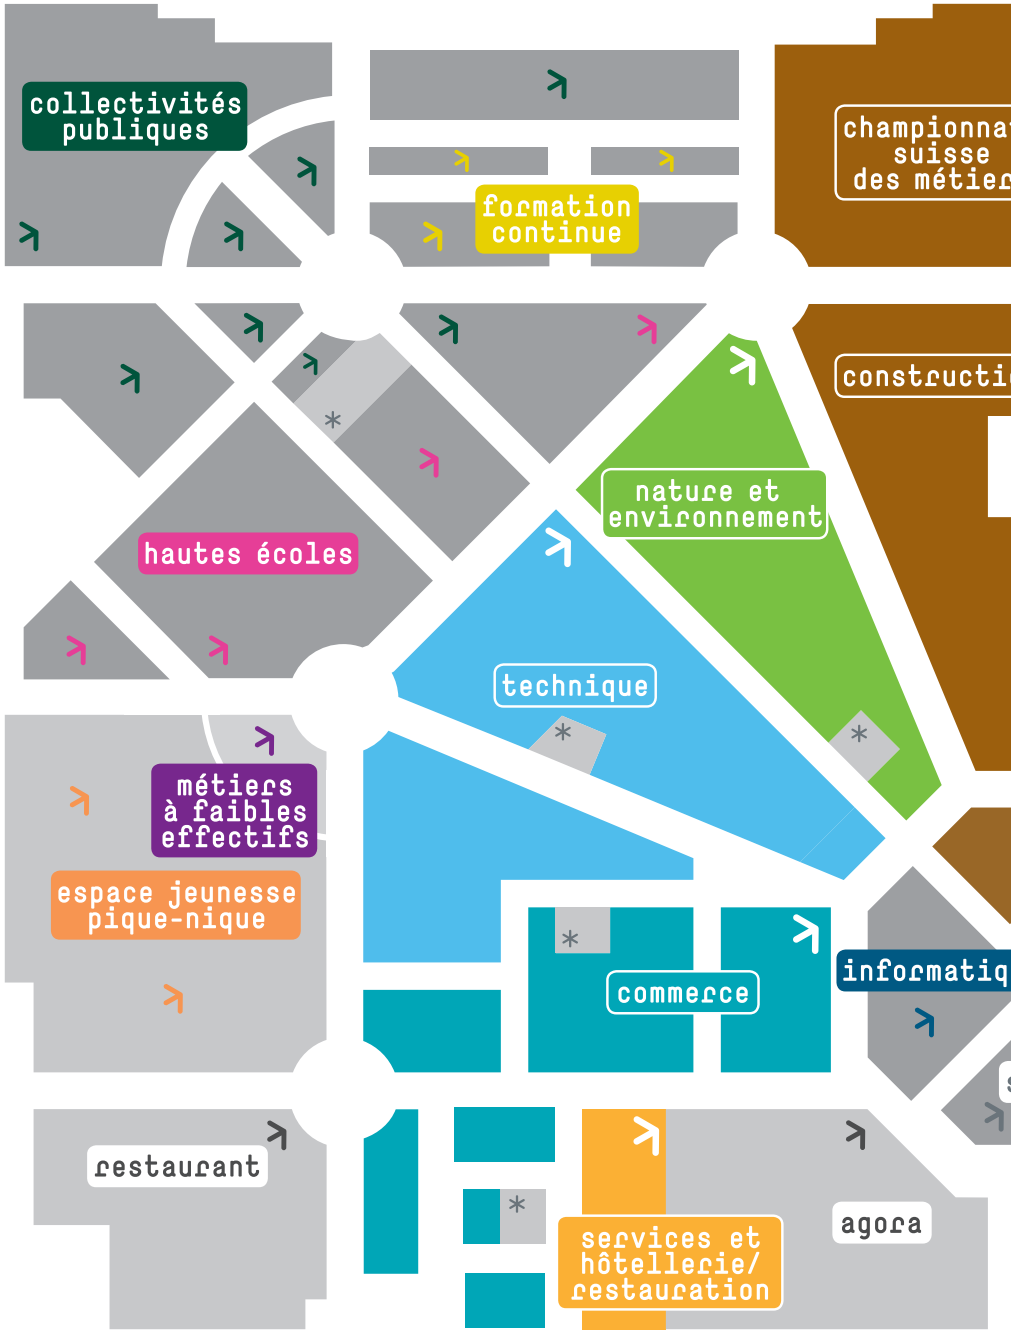 collectivités
publiques
championna
suisse
des métier
formation
continue
constructi
nature et
environnement
hautes écoles
technique
métiers
à faibles
effectifs
espace jeunesse
pique-nique
informatiq
commerce
s
restaurant
agora
services et
hôtellerie/
restauration